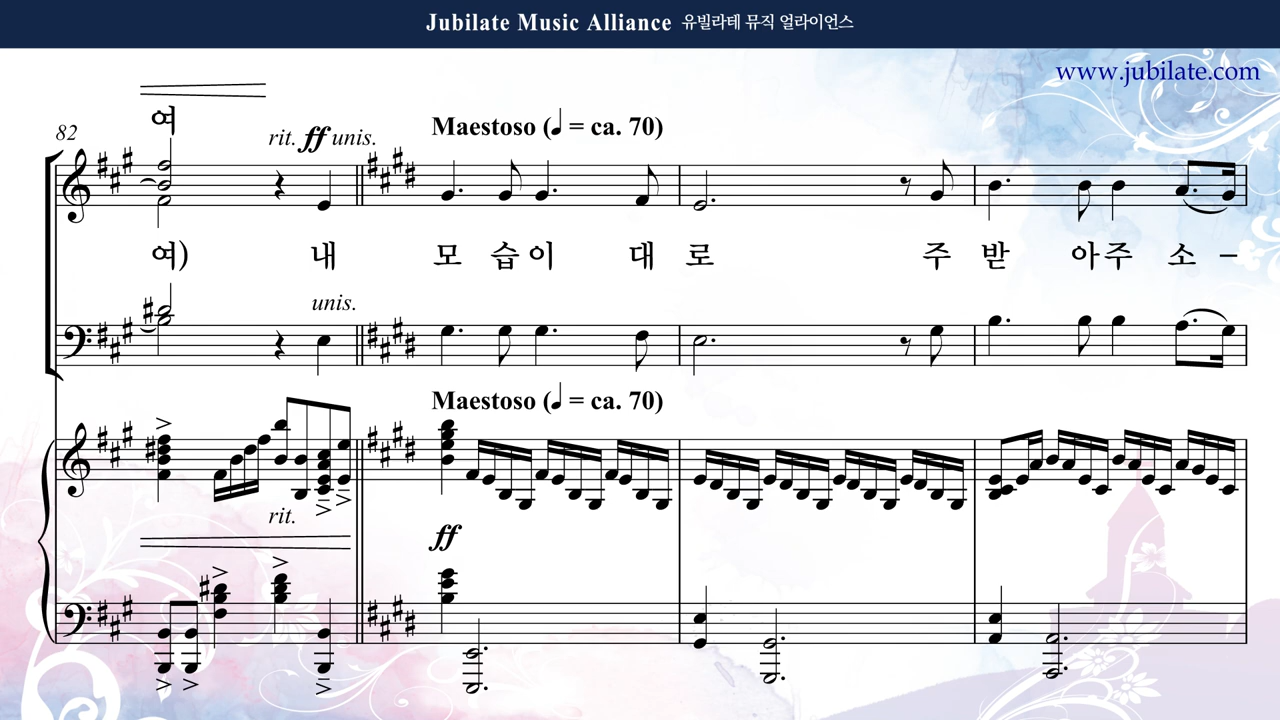 Jubilate Music Alliance 유빌라테 뮤직 얼라이언스
www.jubilate.com
여
82
rit. ff unis.
Maestoso (♩ = ca. 70)
여) 내 모 습 이 대 로 주 받 아 주 소 –
unis.
Maestoso (♩ = ca. 70)
rit.
ff